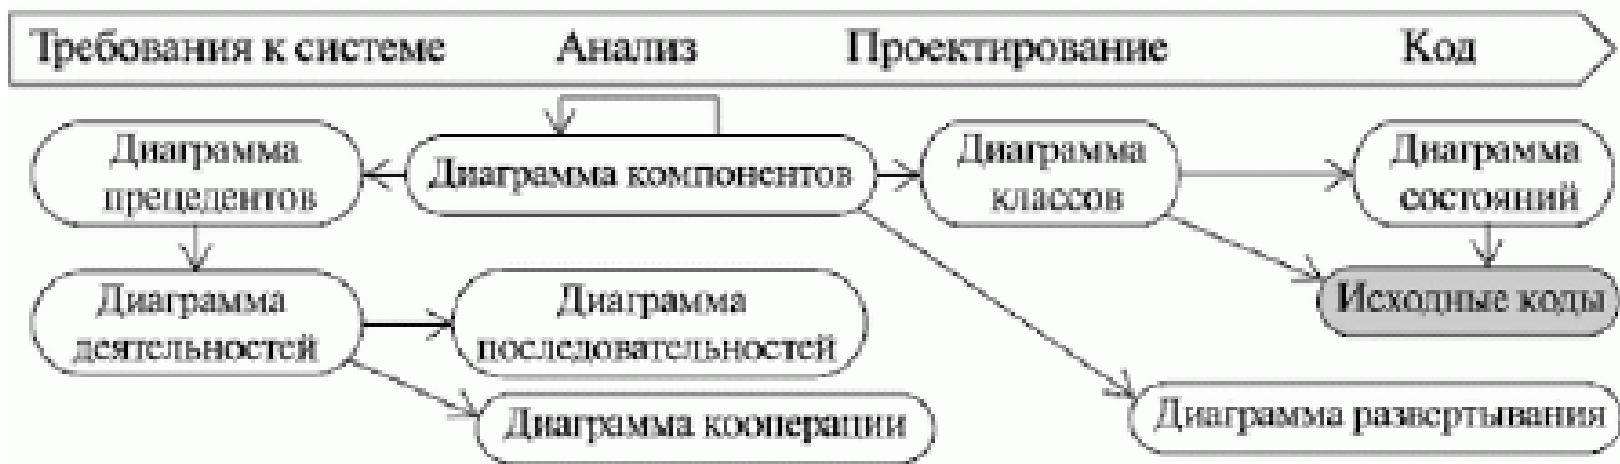 Требования к системе Анализ Проектирование Код
Диаграмма
прецедентов
Диаграмма компонентов
Диаграмма
классов
Диаграмма
состояний
Диаграмма
деятельностей
Диаграмма
последовательностей
Исходные коды
Диаграмма кооперации
Диаграмма развертывания